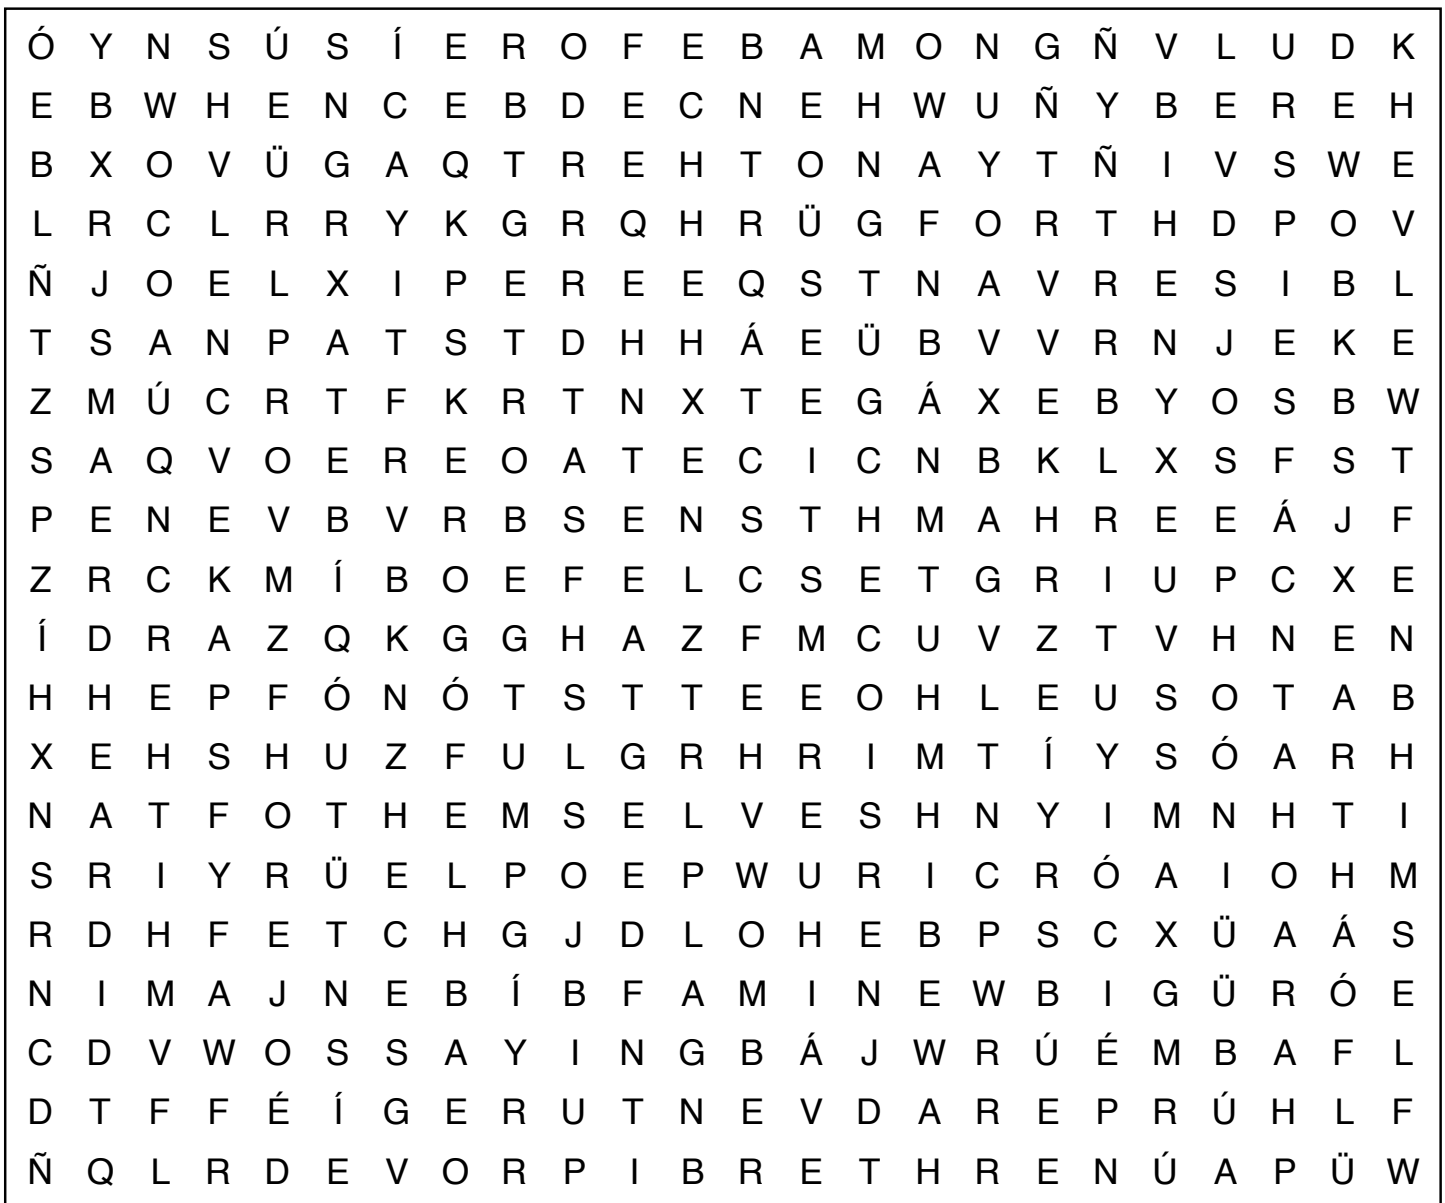 Ó Y N S Ú S Í E R O F E B A M O N G Ñ V L U D K
E B W H E N C E B D E C N E H W U Ñ Y B E R E H
B X O V Ü G A Q T R E H T O N A Y T Ñ I V S W E
L R C L R R Y K G R Q H R Ü G F O R T H D P O V
Ñ J O E L X I P E R E E Q S T N A V R E S I B L
T S A N P A T S T D H H Á E Ü B V V R N J E K E
Z M Ú C R T F K R T N X T E G Á X E B Y O S B W
S A Q V O E R E O A T E C I C N B K L X S F S T
P E N E V B V R B S E N S T H M A H R E E Á J F
Z R C K M Í B O E F E L C S E T G R I U P C X E
Í D R A Z Q K G G H A Z F M C U V Z T V H N E N
H H E P F Ó N Ó T S T T E E O H L E U S O T A B
X E H S H U Z F U L G R H R I M T Í Y S Ó A R H
N A T F O T H E M S E L V E S H N Y I M N H T I
S R I Y R Ü E L P O E P W U R I C R Ó A I O H M
R D H F E T C H G J D L O H E B P S C X Ü A Á S
N I M A J N E B Í B F A M I N E W B I G Ü R Ó E
C D V W O S S A Y I N G B Á J W R Ú É M B A F L
D T F F É Í G E R U T N E V D A R E P R Ú H L F
Ñ Q L R D E V O R P I B R E T H R E N Ú A P Ü W